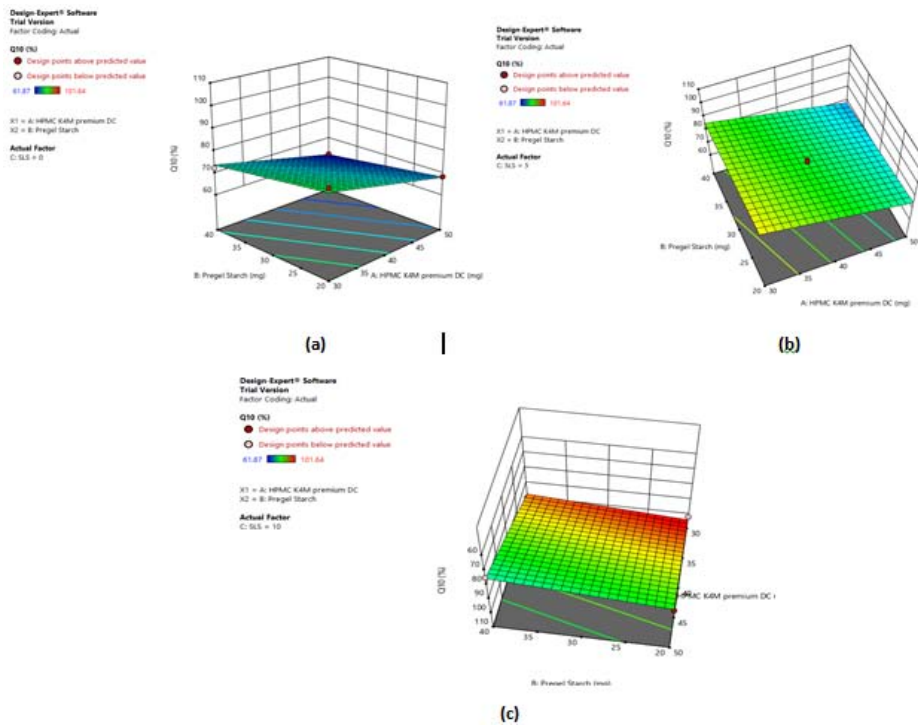 Design-Expert® Software
Trial Version
Factor Coding: Actual
Q10 (%)
Design points above predicted value
Design points below predicted value
61.87 101.64
X1 = A: HPMC K4M premium DC
X2 = B: Pregel Starch
Actual Factor
C: SLS = 0
110
100
90
80
70
60
Q10 (%)
40
35
30
25
20
B: Pregel Starch (mg)
50
45
40
35
30
A: HPMC K4M premium DC (mg)
(a)
Design-Expert® Software
Trial Version
Factor Coding: Actual
Q10 (%)
Design points above predicted value
Design points below predicted value
61.87 101.64
X1 = A: HPMC K4M premium DC
X2 = B: Pregel Starch
Actual Factor
C: SLS = 5
110
100
90
80
70
60
Q10 (%)
40
35
30
25
20
B: Pregel Starch (mg)
50
45
40
35
30
A: HPMC K4M premium DC (mg)
(b)
Design-Expert® Software
Trial Version
Factor Coding: Actual
Q10 (%)
Design points above predicted value
Design points below predicted value
61.87 101.64
X1 = A: HPMC K4M premium DC
X2 = B: Pregel Starch
Actual Factor
C: SLS = 10
60
70
80
90
100
110
Q10 (%)
40
35
30
25
20
B: Pregel Starch (mg)
30
35
40
45
50
HPMC K4M premium DC (
(c)